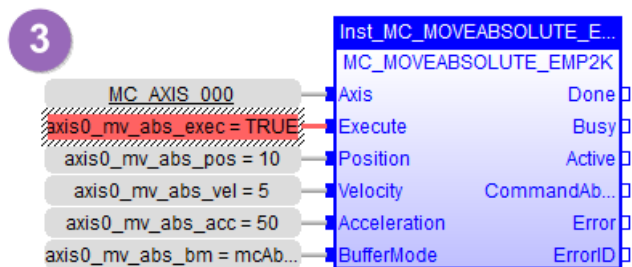 3
Inst_MC_MOVEABSOLUTE_E...
MC_MOVEABSOLUTE_EMP2K
MC_AXIS_000 Axis Done
axis0_mv_abs_exec = TRUE Execute Busy
axis0_mv_abs_pos = 10 Position Active
axis0_mv_abs_vel = 5 Velocity CommandAb...
axis0_mv_abs_acc = 50 Acceleration Error
axis0_mv_abs_bm = mcAb... BufferMode ErrorID